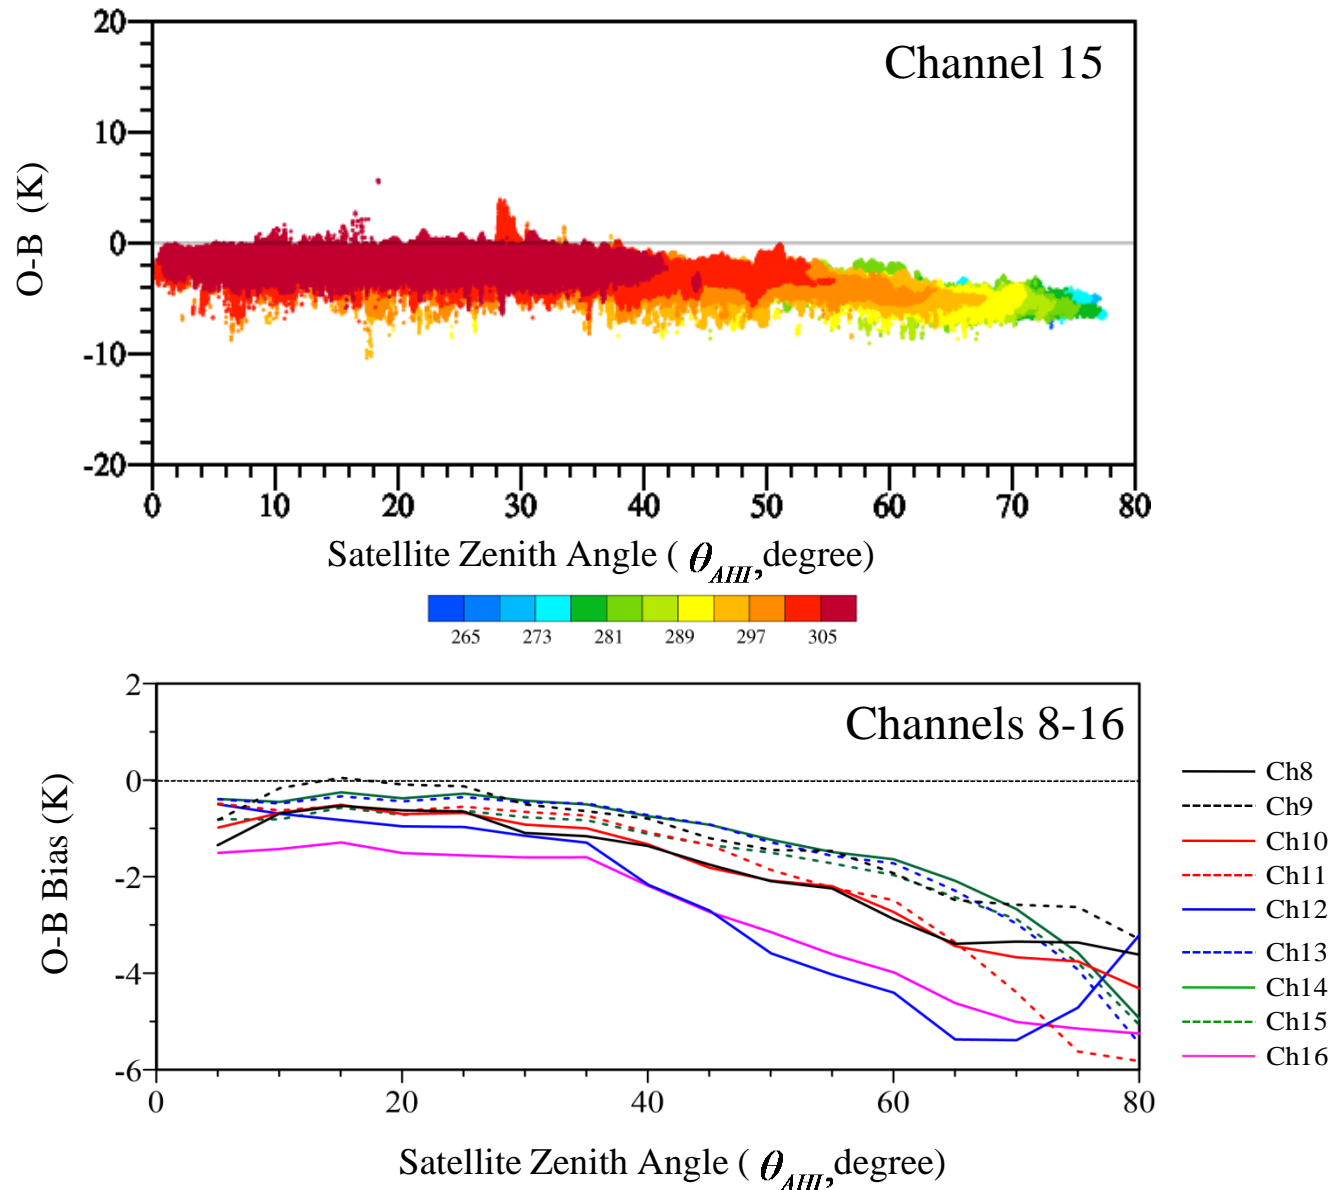 Channel 15
20
10
0
-10
-20
O-B (K)
0 10 20 30 40 50 60 70 80
Satellite Zenith Angle ( θAHI, degree)
265 273 281 289 297 305
Channels 8-16
2
0
-2
-4
-6
O-B Bias (K)
0 20 40 60 80
Satellite Zenith Angle ( θAHI, degree)
Ch8
Ch9
Ch10
Ch11
Ch12
Ch13
Ch14
Ch15
Ch16